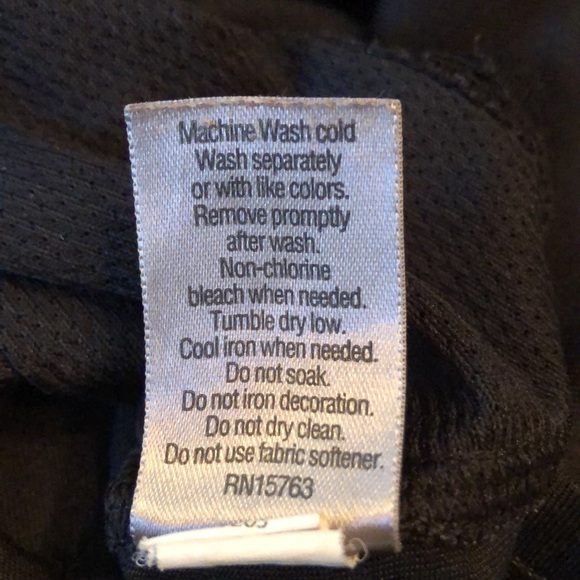 Machine Wash cold
Wash separately
or with like colors.
Remove promptly
after wash.
Non-chlorine
bleach when needed.
Tumble dry low.
Cool iron when needed.
Do not soak.
Do not iron decoration.
Do not dry clean.
Do not use fabric softener.
RN15763